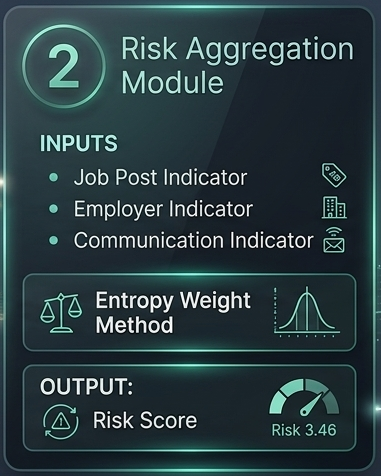 2
Risk Aggregation
Module
INPUTS
Job Post Indicator
Employer Indicator
Communication Indicator
Entropy Weight
Method
OUTPUT:
Risk Score
Risk 3.46